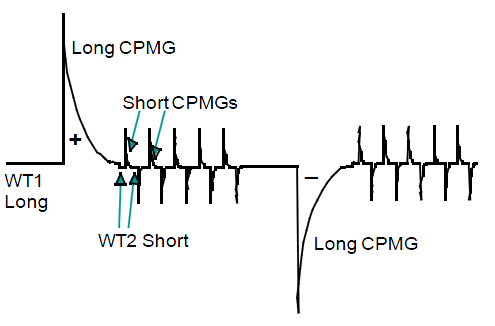 Long CPMG
Short CPMGs
+
WT1
Long
WT2 Short
–
Long CPMG